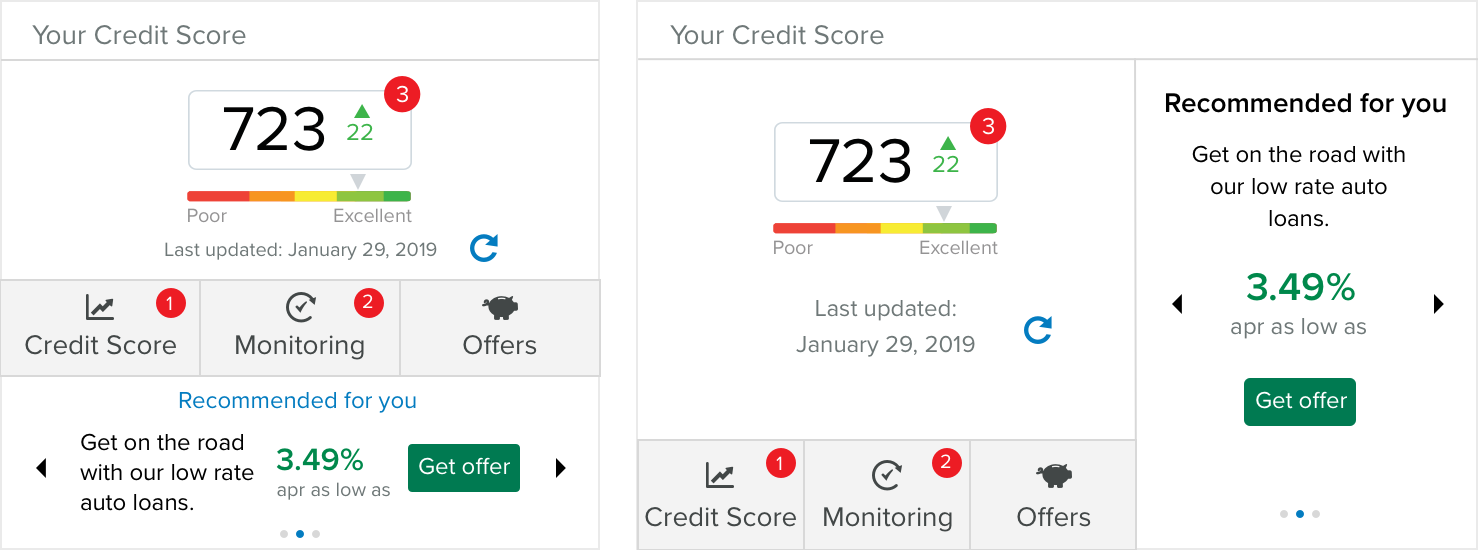 Your Credit Score
3
723
22
Poor
Excellent
Last updated: January 29, 2019
1
2
Credit Score
Monitoring
Offers
Recommended for you
Get on the road
with our low rate
auto loans.
3.49%
apr as low as
Get offer
Your Credit Score
3
723
22
Poor
Excellent
Last updated:
January 29, 2019
1
2
Credit Score
Monitoring
Offers
Recommended for you
Get on the road with
our low rate auto
loans.
3.49%
apr as low as
Get offer